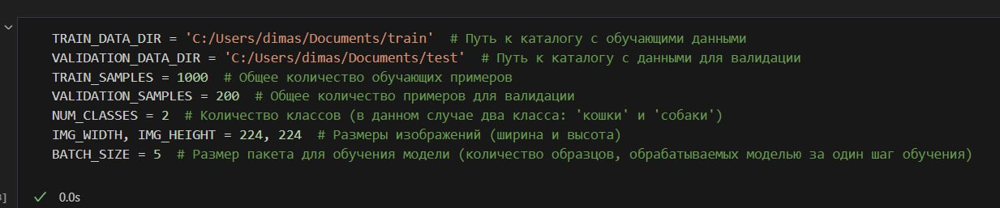 TRAIN_DATA_DIR = 'C:/Users/dimas/Documents/train'  # Путь к каталогу с обучающими данными
VALIDATION_DATA_DIR = 'C:/Users/dimas/Documents/test'  # Путь к каталогу с данными для валидации
TRAIN_SAMPLES = 1000  # Общее количество обучающих примеров
VALIDATION_SAMPLES = 200  # Общее количество примеров для валидации
NUM_CLASSES = 2  # Количество классов (в данном случае два класса: 'кошки' и 'собаки')
IMG_WIDTH, IMG_HEIGHT = 224, 224  # Размеры изображений (ширина и высота)
BATCH_SIZE = 5  # Размер пакета для обучения модели (количество образцов, обрабатываемых моделью за один шаг обучения)
] ✓ 0.0s